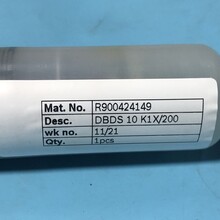 Mat. No. R900424149
Desc. DBDS 10 K1X/200
wk no. 11/21
Qty. 1pcs